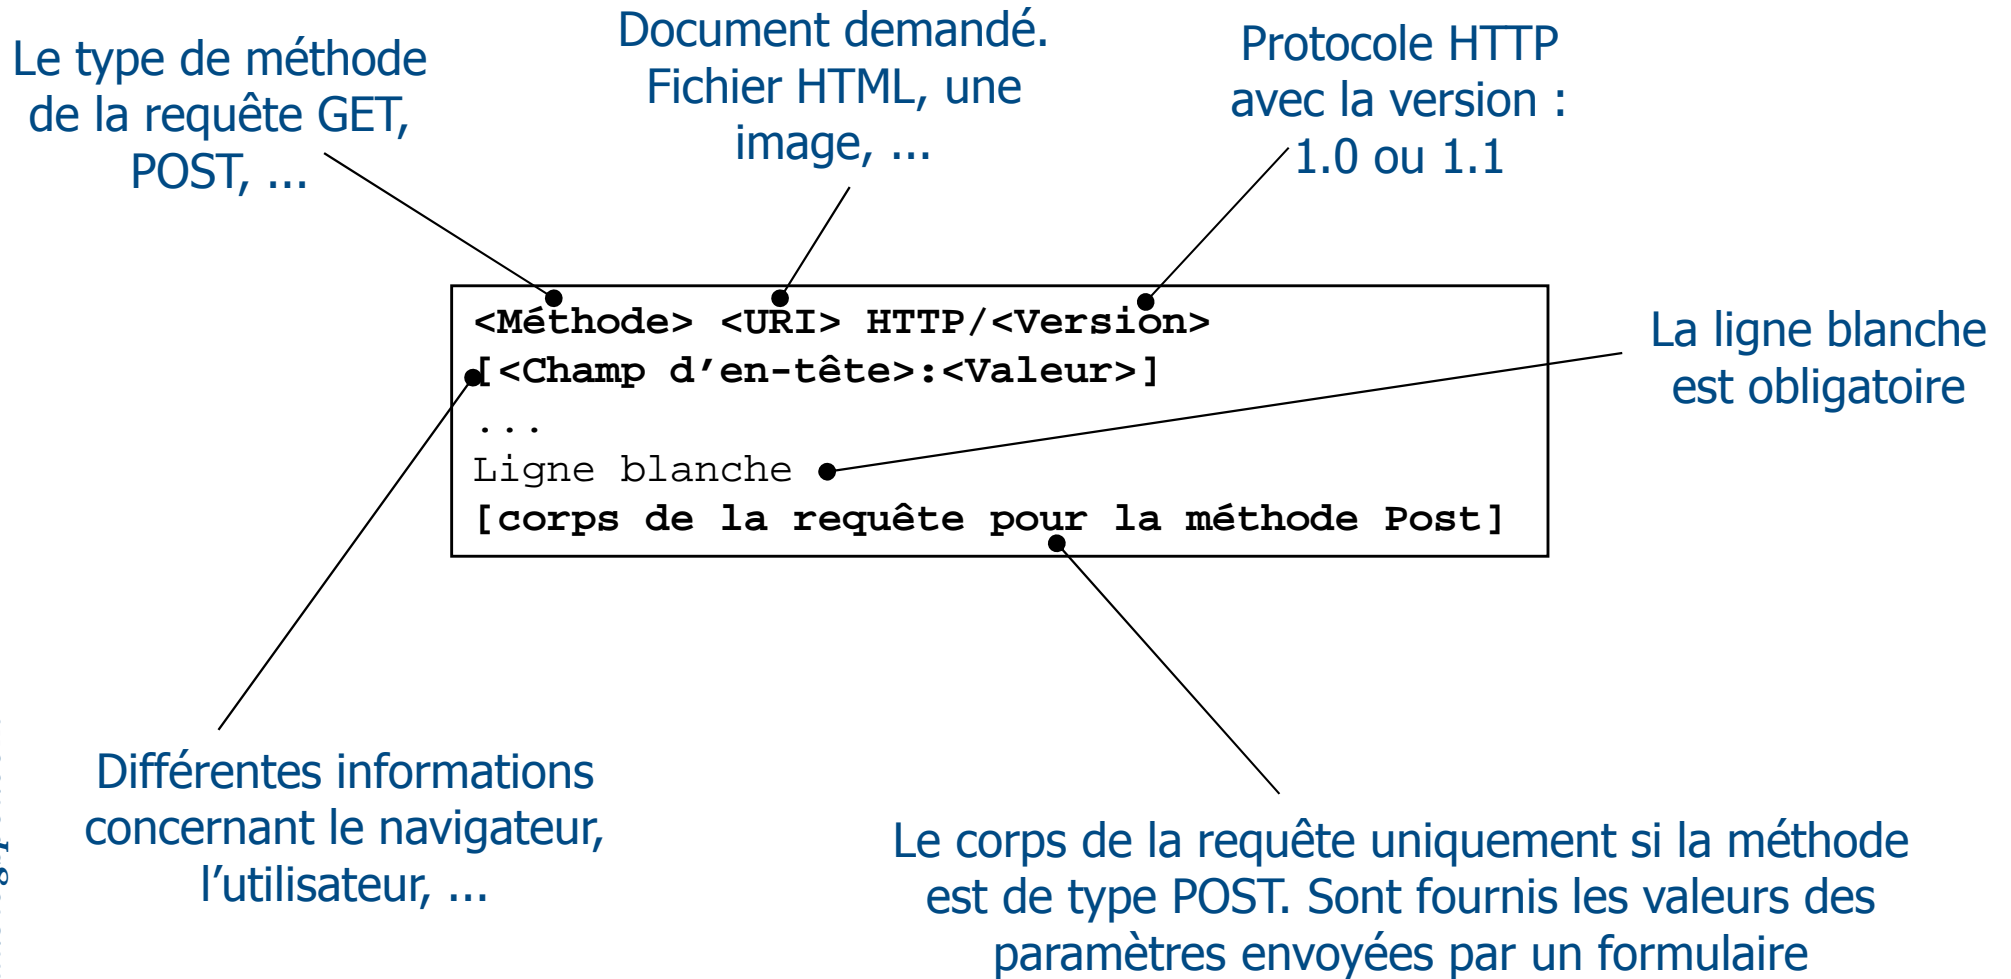 Le type de méthode
de la requête GET,
POST, ...
Document demandé.
Fichier HTML, une
image, ...
Protocole HTTP
avec la version :
1.0 ou 1.1
<Méthode> <URI> HTTP/<Version>
[<Champ d’en-tête>:<Valeur>]
...
Ligne blanche
[corps de la requête pour la méthode Post]
La ligne blanche
est obligatoire
Différentes informations
concernant le navigateur,
l’utilisateur, ...
Le corps de la requête uniquement si la méthode
est de type POST. Sont fournis les valeurs des
paramètres envoyées par un formulaire